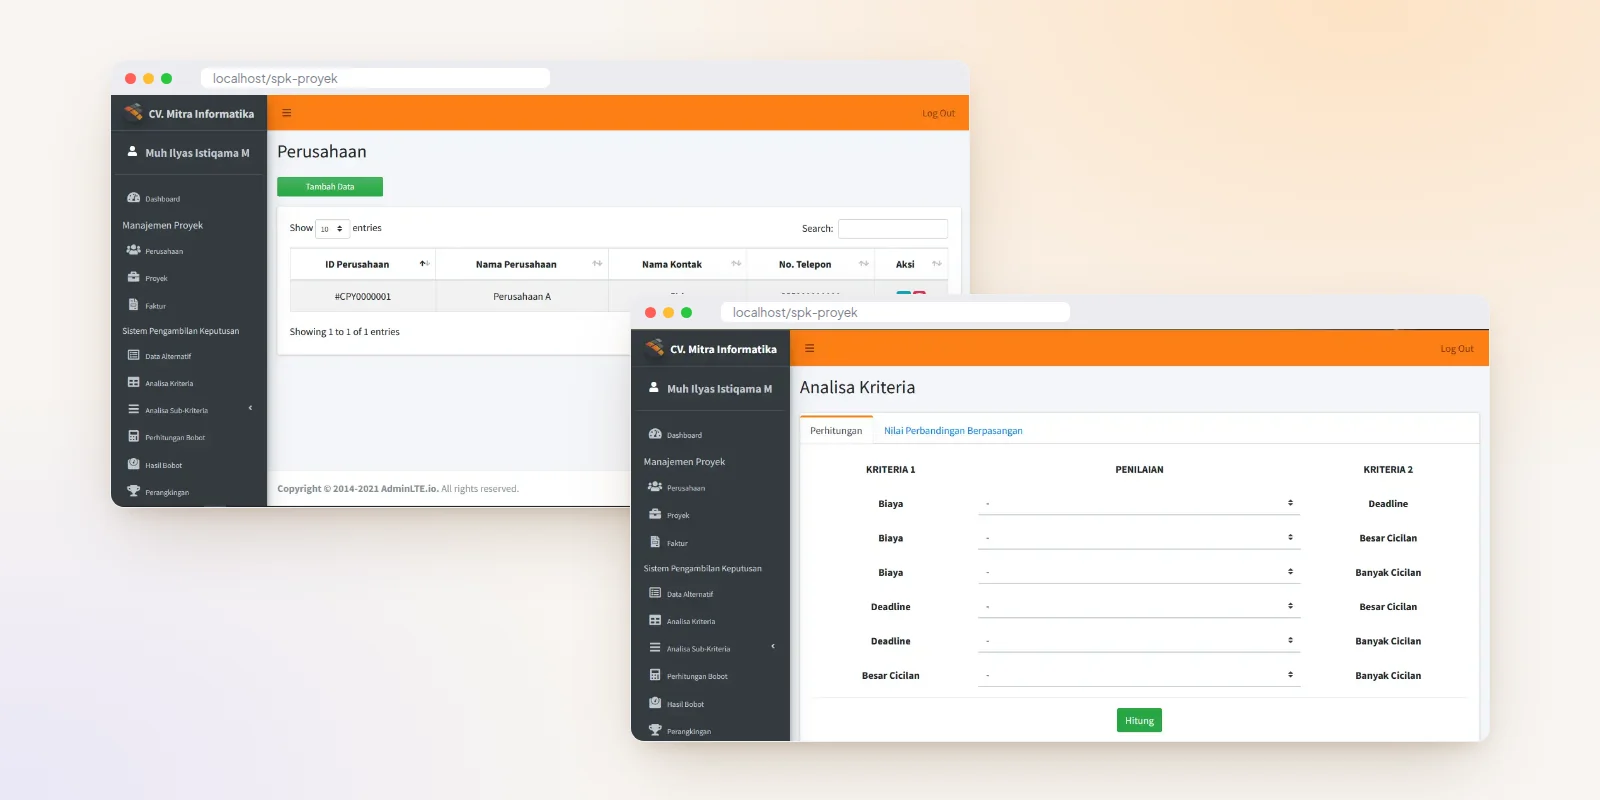 localhost/spk-proyek
CV. Mitra Informatika
Log Out
Muh Ilyas Istiqama M
Dashboard
Manajemen Proyek
Perusahaan
Proyek
Faktur
Sistem Pengambilan Keputusan
Data Alternatif
Analisa Kriteria
Analisa Sub-Kriteria
Perhitungan Bobot
Hasil Bobot
Perangkingan
Perusahaan
Tambah Data
Show 10 entries
Search:
ID Perusahaan Nama Perusahaan Nama Kontak No. Telepon Aksi
#CPY0000001 Perusahaan A
Showing 1 to 1 of 1 entries
Copyright © 2014-2021 AdminLTE.io. All rights reserved.
localhost/spk-proyek
CV. Mitra Informatika
Log Out
Muh Ilyas Istiqama M
Dashboard
Manajemen Proyek
Perusahaan
Proyek
Faktur
Sistem Pengambilan Keputusan
Data Alternatif
Analisa Kriteria
Analisa Sub-Kriteria
Perhitungan Bobot
Hasil Bobot
Perangkingan
Analisa Kriteria
Perhitungan Nilai Perbandingan Berpasangan
KRITERIA 1 PENILAIAN KRITERIA 2
Biaya - Deadline
Biaya - Besar Cicilan
Biaya - Banyak Cicilan
Deadline - Besar Cicilan
Deadline - Banyak Cicilan
Besar Cicilan - Banyak Cicilan
Hitung